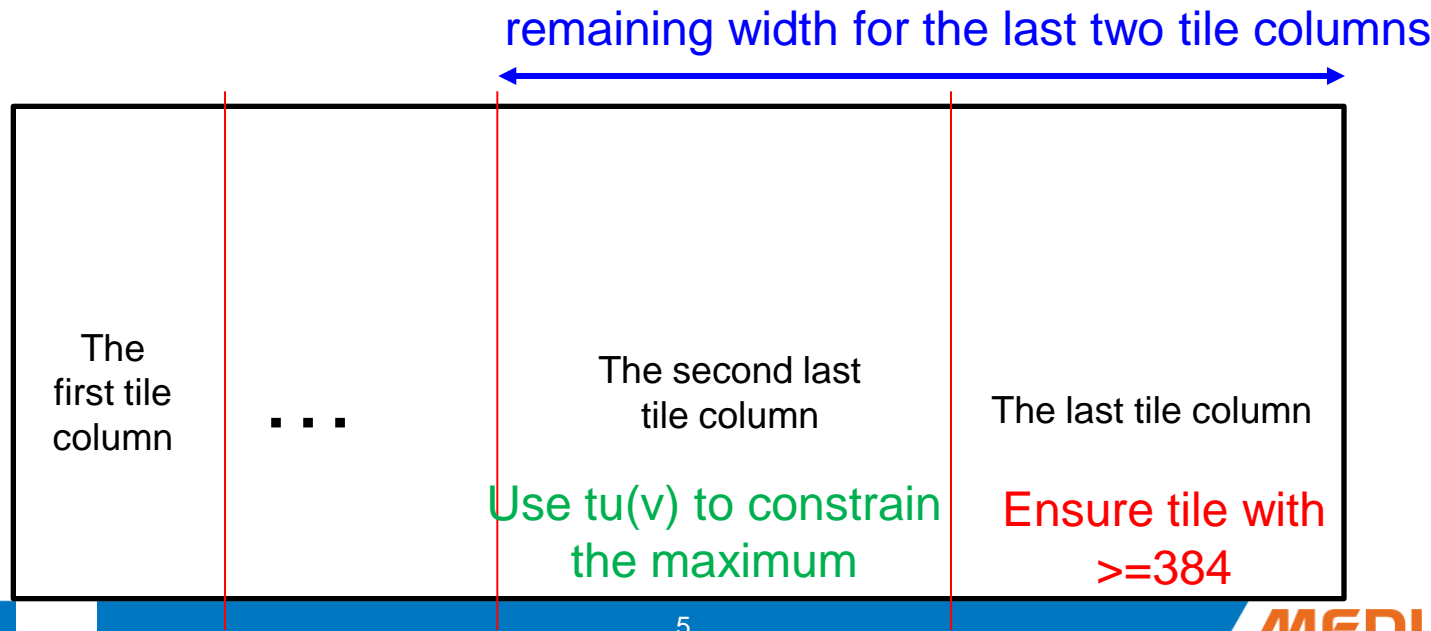 remaining width for the last two tile columns
The
first tile
column
...
The second last
tile column
The last tile column
Use tu(v) to constrain
the maximum
Ensure tile with
>=384
5